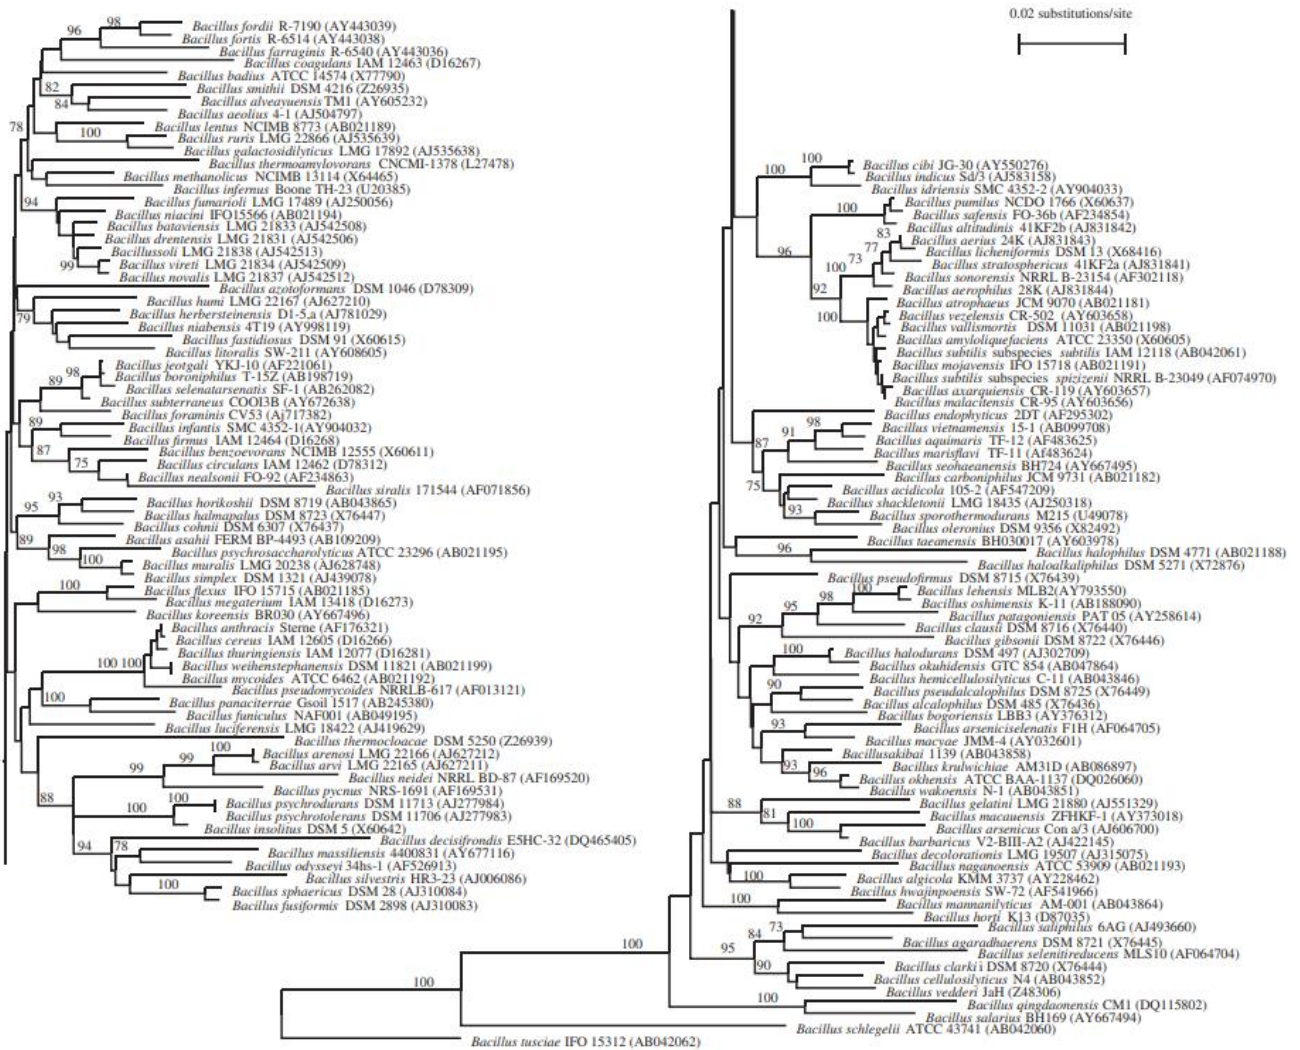 98
Bacillus fordii R-7190 (AY443039)
96
Bacillus fortis R-6514 (AY443038)
Bacillus farraginis R-6540 (AY443036)
Bacillus coagulans IAM 12463 (D16267)
Bacillus badius ATCC 14574 (X77790)
82
Bacillus smithii DSM 4216 (Z26935)
84
Bacillus alveayuensis TM1 (AY605232)
Bacillus aeolius 4-1 (AJ504797)
78
Bacillus lentus NCIMB 8773 (AB021189)
100
Bacillus ruris LMG 22866 (AJ535639)
Bacillus galactosidilyticus LMG 17892 (AJ535638)
Bacillus thermoamylovorans CNCMI-1378 (L27478)
Bacillus methanolicus NCIMB 13114 (X64465)
Bacillus infernus Boone TH-23 (U20385)
94
Bacillus fumarioli LMG 17489 (AJ250056)
Bacillus niacini IFO15566 (AB021194)
Bacillus bataviensis LMG 21833 (AJ542508)
Bacillus drentensis LMG 21831 (AJ542506)
Bacillussoli LMG 21838 (AJ542513)
99
Bacillus vireti LMG 21834 (AJ542509)
Bacillus novalis LMG 21837 (AJ542512)
Bacillus azotoformans DSM 1046 (D78309)
Bacillus humi LMG 22167 (AJ627210)
79
Bacillus herbersteinensis D1-5,a (AJ781029)
Bacillus niabensis 4T19 (AY998119)
Bacillus fastidiosus DSM 91 (X60615)
Bacillus litoralis SW-211 (AY608605)
Bacillus jeotgali YKJ-10 (AF221061)
89 98
Bacillus boroniphilus T-15Z (AB198719)
Bacillus selenatarsenatis SF-1 (AB262082)
Bacillus subterraneus COOI3B (AY672638)
Bacillus foraminis CV53 (Aj717382)
89
Bacillus infantis SMC 4352-1(AY904032)
Bacillus firmus IAM 12464 (D16268)
87
Bacillus benzoevorans NCIMB 12555 (X60611)
75
Bacillus circulans IAM 12462 (D78312)
Bacillus nealsonii FO-92 (AF234863)
Bacillus siralis 171544 (AF071856)
93
Bacillus horikoshii DSM 8719 (AB043865)
95
Bacillus halmapalus DSM 8723 (X76447)
Bacillus cohnii DSM 6307 (X76437)
89
Bacillus asahii FERM BP-4493 (AB109209)
98
Bacillus psychrosaccharolyticus ATCC 23296 (AB021195)
100
Bacillus muralis LMG 20238 (AJ628748)
Bacillus simplex DSM 1321 (AJ439078)
100
Bacillus flexus IFO 15715 (AB021185)
Bacillus megaterium IAM 13418 (D16273)
Bacillus koreensis BR030 (AY667496)
Bacillus anthracis Sterne (AF176321)
Bacillus cereus IAM 12605 (D16266)
Bacillus thuringiensis IAM 12077 (D16281)
100 100
Bacillus weihenstephanensis DSM 11821 (AB021199)
Bacillus mycoides ATCC 6462 (AB021192)
Bacillus pseudomycoides NRRLB-617 (AF013121)
100
Bacillus panaciterrae Gsoil 1517 (AB245380)
Bacillus funiculus NAF001 (AB049195)
Bacillus luciferensis LMG 18422 (AJ419629)
Bacillus thermocloacae DSM 5250 (Z26939)
100
Bacillus arenosi LMG 22166 (AJ627212)
99
Bacillus arvi LMG 22165 (AJ627211)
99
Bacillus neidei NRRL BD-87 (AF169520)
Bacillus pycnus NRS-1691 (AF169531)
88
100
Bacillus psychrodurans DSM 11713 (AJ277984)
100
Bacillus psychrotolerans DSM 11706 (AJ277983)
Bacillus insolitus DSM 5 (X60642)
Bacillus decisifrondis E5HC-32 (DQ465405)
94 78
Bacillus massiliensis 4400831 (AY677116)
Bacillus odysseyi 34hs-1 (AF526913)
Bacillus silvestris HR3-23 (AJ006086)
100
Bacillus sphaericus DSM 28 (AJ310084)
Bacillus fusiformis DSM 2898 (AJ310083)
0.02 substitutions/site
100
Bacillus cibi JG-30 (AY550276)
100
Bacillus indicus Sd/3 (AJ583158)
Bacillus idriensis SMC 4352-2 (AY904033)
Bacillus pumilus NCDO 1766 (X60637)
100
Bacillus safensis FO-36b (AF234854)
Bacillus altitudinis 41KF2b (AJ831842)
83
Bacillus aerius 24K (AJ831843)
96
77
Bacillus licheniformis DSM 13 (X68416)
73
Bacillus stratosphericus 41KF2a (AJ831841)
100
Bacillus sonorensis NRRL B-23154 (AF302118)
92
Bacillus aerophilus 28K (AJ831844)
Bacillus atrophaeus JCM 9070 (AB021181)
100
Bacillus vezelensis CR-502 (AY603658)
Bacillus vallismortis DSM 11031 (AB021198)
Bacillus amyloliquefaciens ATCC 23350 (X60605)
Bacillus subtilis subspecies subtilis IAM 12118 (AB042061)
Bacillus mojavensis IFO 15718 (AB021191)
Bacillus subtilis subspecies spizizenii NRRL B-23049 (AF074970)
Bacillus axarquiensis CR-119 (AY603657)
Bacillus malacitensis CR-95 (AY603656)
Bacillus endophyticus 2DT (AF295302)
98
Bacillus vietnamensis 15-1 (AB099708)
87 91
Bacillus aquimaris TF-12 (AF483625)
Bacillus marisflavi TF-11 (Af483624)
Bacillus seohaeanensis BH724 (AY667495)
75
Bacillus carboniphilus JCM 9731 (AB021182)
Bacillus acidicola 105-2 (AF547209)
Bacillus shackletonii LMG 18435 (AJ250318)
93
Bacillus sporothermodurans M215 (U49078)
Bacillus oleronius DSM 9356 (X82492)
Bacillus taeanensis BH030017 (AY603978)
96
Bacillus halophilus DSM 4771 (AB021188)
Bacillus haloalkaliphilus DSM 5271 (X72876)
Bacillus pseudofirmus DSM 8715 (X76439)
100
Bacillus lehensis MLB2(AY793550)
98
Bacillus oshimensis K-11 (AB188090)
95
Bacillus patagoniensis PAT 05 (AY258614)
92
Bacillus clausii DSM 8716 (X76440)
Bacillus gibsonii DSM 8722 (X76446)
100
Bacillus halodurans DSM 497 (AJ302709)
Bacillus okuhidensis GTC 854 (AB047864)
Bacillus hemicellulosilyticus C-11 (AB043846)
90
Bacillus pseudalcalophilus DSM 8725 (X76449)
Bacillus alcalophilus DSM 485 (X76436)
Bacillus bogoriensis LBB3 (AY376312)
93
Bacillus arseniciselenatis F1H (AF064705)
Bacillus macyae JMM-4 (AY032601)
Bacillusakibai 1139 (AB043858)
93
Bacillus krulwichiae AM31D (AB086897)
96
Bacillus okhensis ATCC BAA-1137 (DQ026060)
Bacillus wakoensis N-1 (AB043851)
88
Bacillus gelatini LMG 21880 (AJ551329)
81
Bacillus macauensis ZFHKF-1 (AY373018)
100
Bacillus arsenicus Con a/3 (AJ606700)
Bacillus barbaricus V2-BIII-A2 (AJ422145)
Bacillus decolorationis LMG 19507 (AJ315075)
Bacillus naganoensis ATCC 53909 (AB021193)
100
Bacillus algicola KMM 3737 (AY228462)
Bacillus hwajinpoensis SW-72 (AF541966)
100
Bacillus mannanilyticus AM-001 (AB043864)
Bacillus horti K13 (D87035)
73
Bacillus saliphilus 6AG (AJ493660)
84
Bacillus agaradhaerens DSM 8721 (X76445)
95
Bacillus selenitireducens MLS10 (AF064704)
90
Bacillus clarkii DSM 8720 (X76444)
Bacillus cellulosilyticus N4 (AB043852)
Bacillus vedderi JaH (Z48306)
100
Bacillus qingdaonensis CM1 (DQ115802)
Bacillus salarius BH169 (AY667494)
100
100
Bacillus schlegelii ATCC 43741 (AB042060)
Bacillus tusciae IFO 15312 (AB042062)